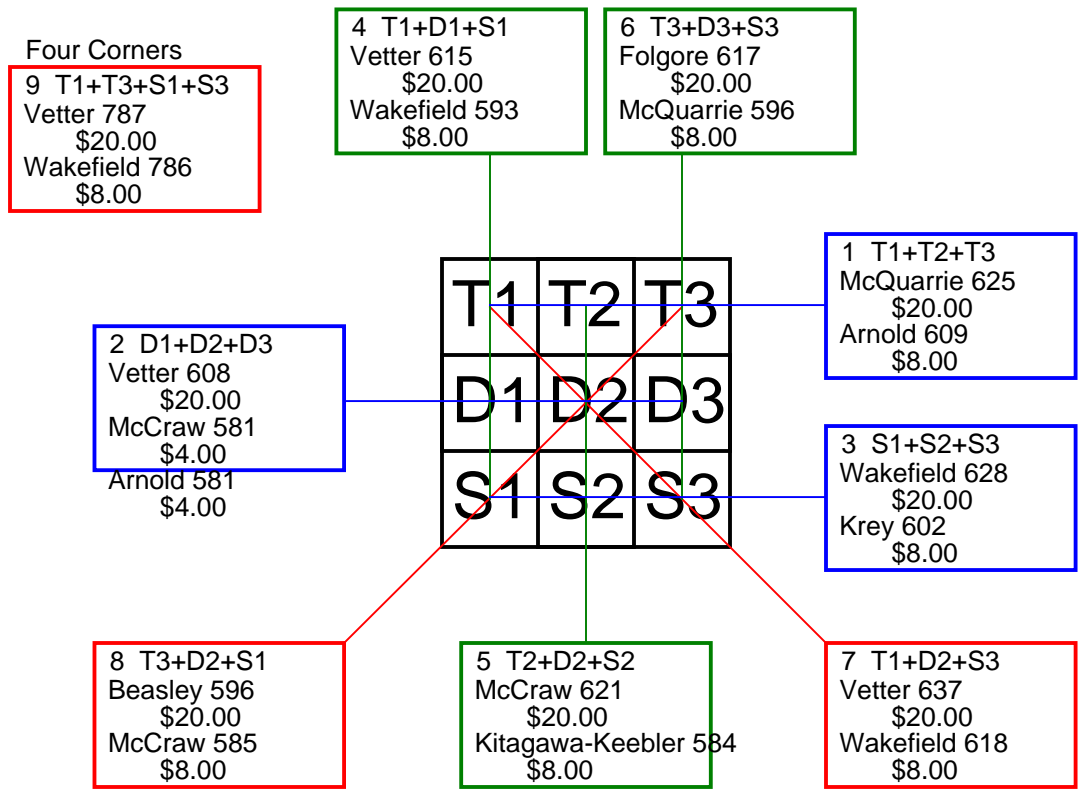 Four Corners
9  T1+T3+S1+S3
Vetter 787
$20.00
Wakefield 786
$8.00
4  T1+D1+S1
Vetter 615
$20.00
Wakefield 593
$8.00
6  T3+D3+S3
Folgore 617
$20.00
McQuarrie 596
$8.00
1  T1+T2+T3
McQuarrie 625
$20.00
Arnold 609
$8.00
2  D1+D2+D3
Vetter 608
$20.00
McCraw 581
$4.00
Arnold 581
$4.00
T1 T2 T3
D1 D2 D3
S1 S2 S3
3  S1+S2+S3
Wakefield 628
$20.00
Krey 602
$8.00
8  T3+D2+S1
Beasley 596
$20.00
McCraw 585
$8.00
5  T2+D2+S2
McCraw 621
$20.00
Kitagawa-Keebler 584
$8.00
7  T1+D2+S3
Vetter 637
$20.00
Wakefield 618
$8.00